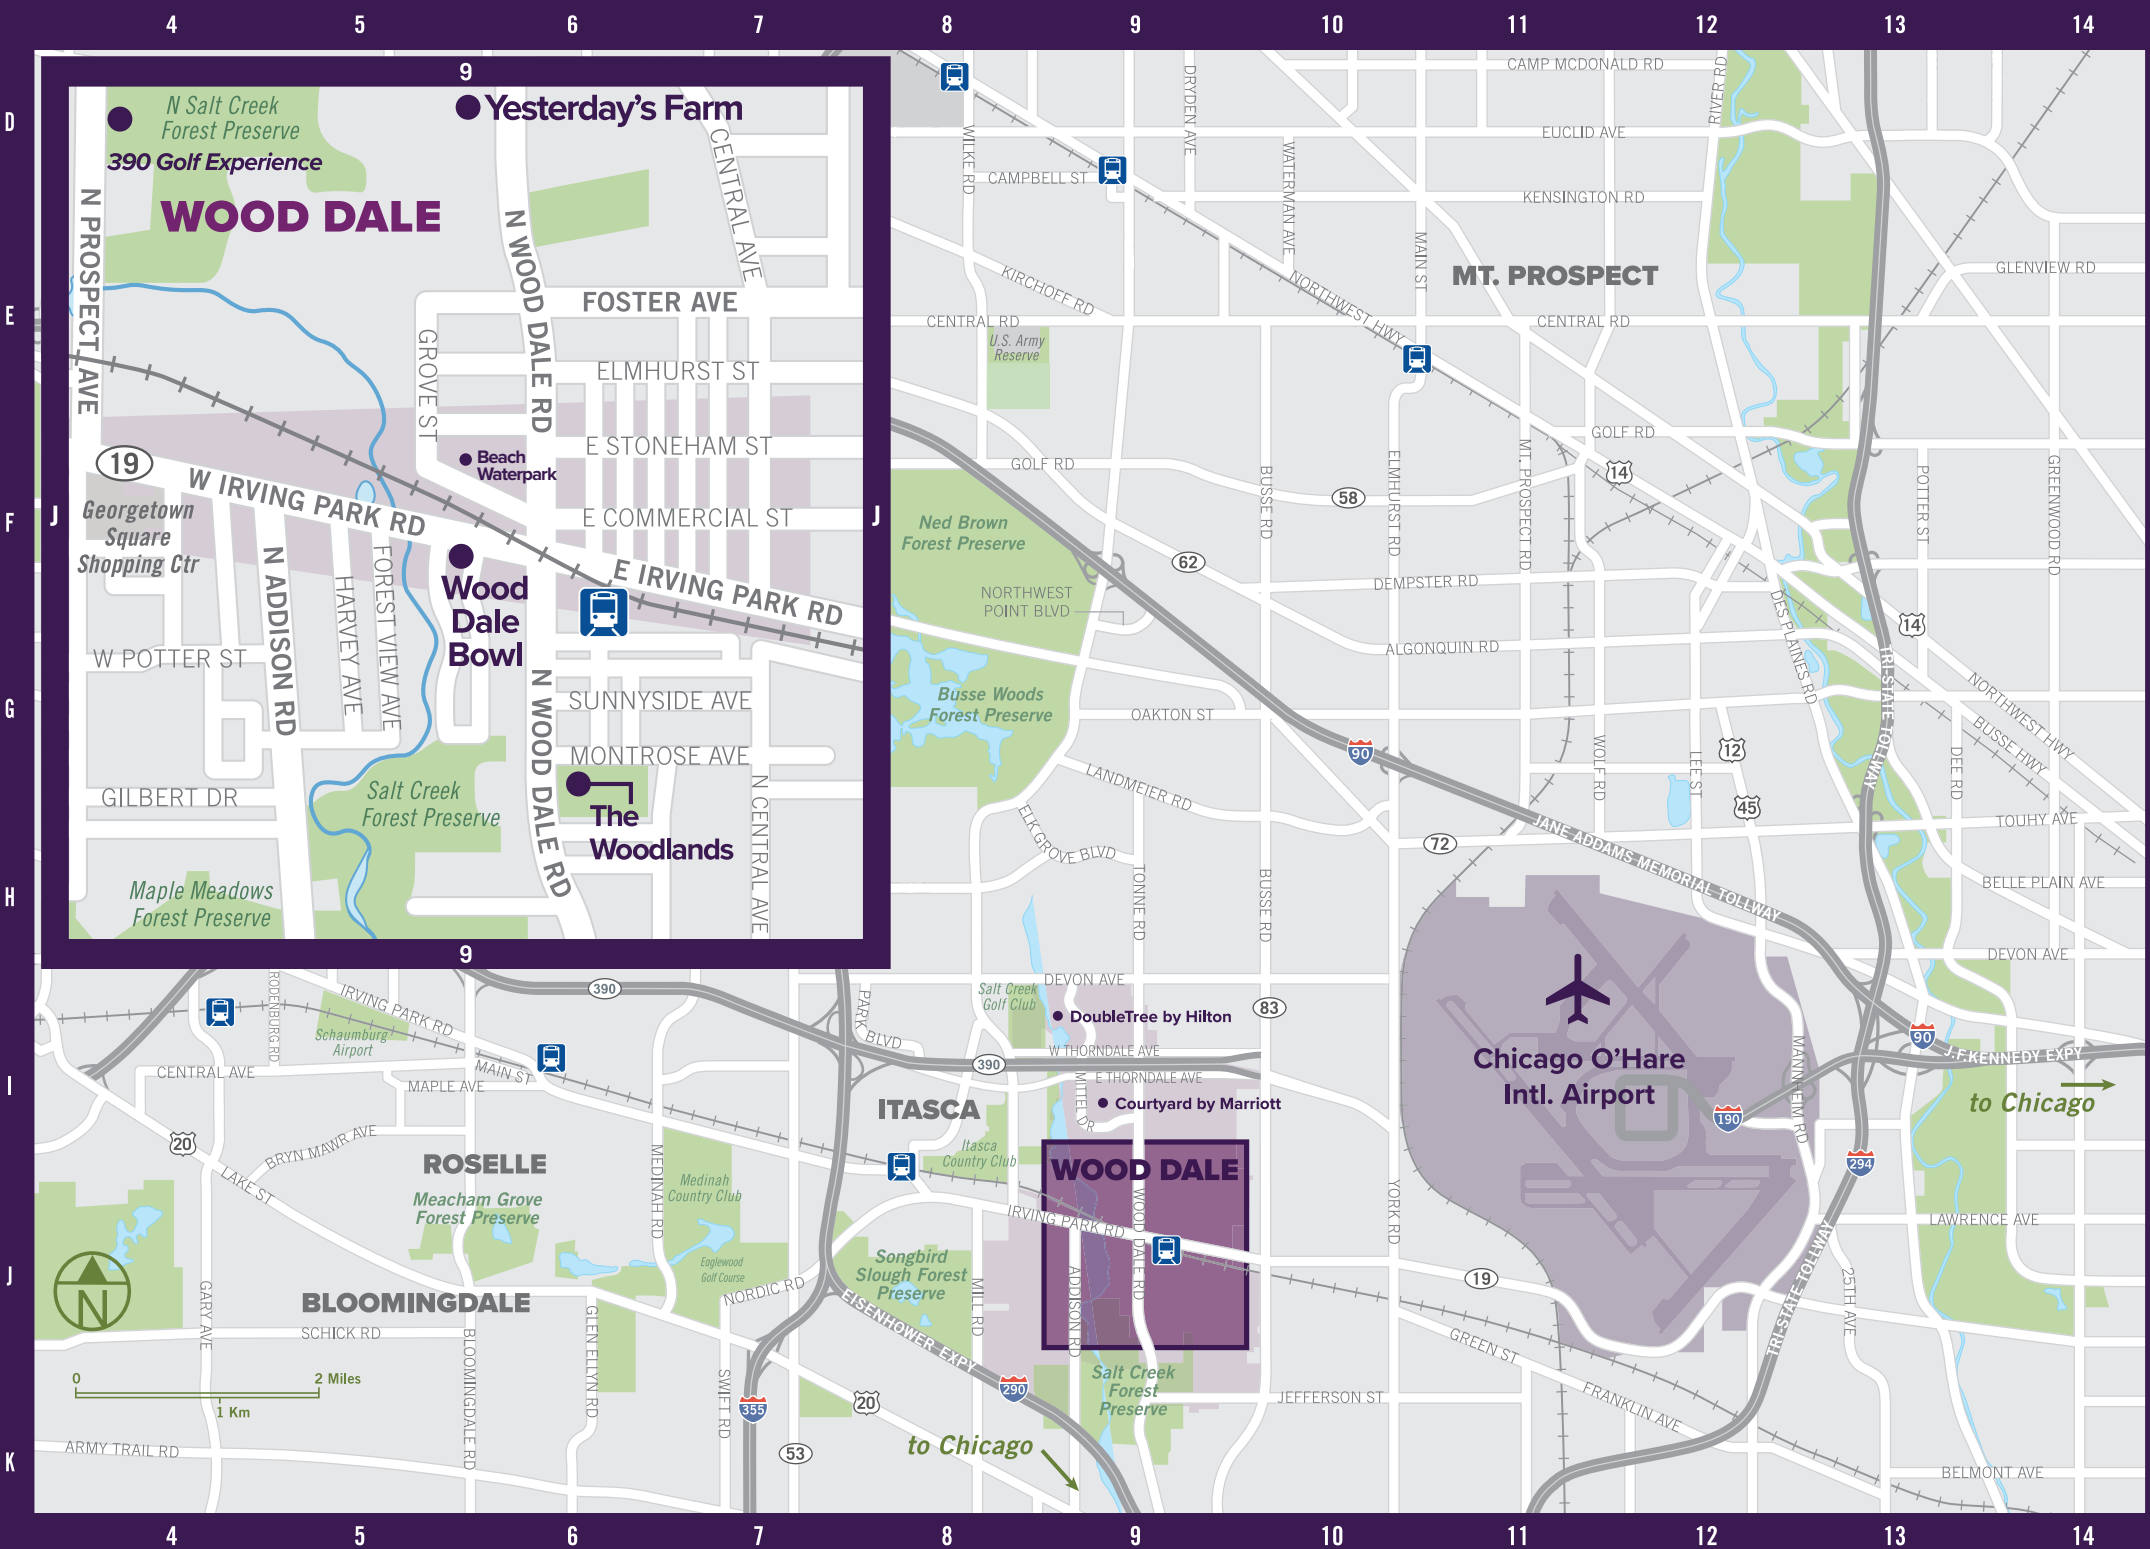 4 5 6 7 8 9 10 11 12 13 14
D
E
F
G
H
I
J
K
9
J
J
9
N Salt Creek
Forest Preserve
390 Golf Experience
Yesterday's Farm
WOOD DALE
N PROSPECT AVE
N WOOD DALE RD
CENTRAL AVE
FOSTER AVE
GROVE ST
ELMHURST ST
E STONEHAM ST
Beach
Waterpark
19
W IRVING PARK RD
E COMMERCIAL ST
Georgetown
Square
Shopping Ctr
N ADDISON RD
HARVEY AVE
FOREST VIEW AVE
Wood
Dale
Bowl
E IRVING PARK RD
W POTTER ST
SUNNYSIDE AVE
MONTROSE AVE
N WOOD DALE RD
GILBERT DR
Salt Creek
Forest Preserve
The
Woodlands
N CENTRAL AVE
Maple Meadows
Forest Preserve
CAMP MCDONALD RD
RIVER RD
DRYDEN AVE
EUCLID AVE
WILKE RD
WATERMAN AVE
CAMPBELL ST
KENSINGTON RD
MAIN ST
MT. PROSPECT
GLENVIEW RD
KIRCHOFF RD
NORTHWEST HWY
CENTRAL RD
CENTRAL RD
U.S. Army
Reserve
GOLF RD
GOLF RD
14
58
BUSSE RD
ELMHURST RD
MT. PROSPECT RD
POTTER ST
GREENWOOD RD
Ned Brown
Forest Preserve
62
DEMPSTER RD
NORTHWEST
POINT BLVD
DES PLAINES RD
14
ALGONQUIN RD
TRI-STATE TOLLWAY
NORTHWEST HWY
BUSSE HWY
Busse Woods
Forest Preserve
OAKTON ST
90
WOLF RD
LEE ST
12
45
DEE RD
LANDMEIER RD
ELK GROVE BLVD
72
JANE ADDAMS MEMORIAL TOLLWAY
TOUHY AVE
BELLE PLAIN AVE
TONNE RD
BUSSE RD
DEVON AVE
DEVON AVE
390
RODENBURG RD
IRVING PARK RD
Schaumburg
Airport
PARK BLVD
Salt Creek
Golf Club
DoubleTree by Hilton
83
W THORNDALE AVE
390
E THORNDALE AVE
MITTEL DR
Courtyard by Marriott
Chicago O'Hare
Intl. Airport
MANNHEIM RD
190
90
J.F.KENNEDY EXPY
to Chicago
294
CENTRAL AVE
MAIN ST
MAPLE AVE
ITASCA
20
BRYN MAWR AVE
LAKE ST
ROSELLE
Meacham Grove
Forest Preserve
MEDINAH RD
Medinah
Country Club
Itasca
Country Club
WOOD DALE
IRVING PARK RD
WOOD DALE RD
ADDISON RD
YORK RD
LAWRENCE AVE
N
Eaglewood
Golf Course
NORDIC RD
Songbird
Slough Forest
Preserve
MILL RD
19
TRI-STATE TOLLWAY
25TH AVE
BLOOMINGDALE
SCHICK RD
GARY AVE
BLOOMINGDALE RD
GLEN ELLYN RD
SWIFT RD
EISENHOWER EXPY
290
355
20
53
Salt Creek
Forest
Preserve
GREEN ST
JEFFERSON ST
FRANKLIN AVE
0 2 Miles
1 Km
ARMY TRAIL RD
to Chicago
BELMONT AVE
4 5 6 7 8 9 10 11 12 13 14